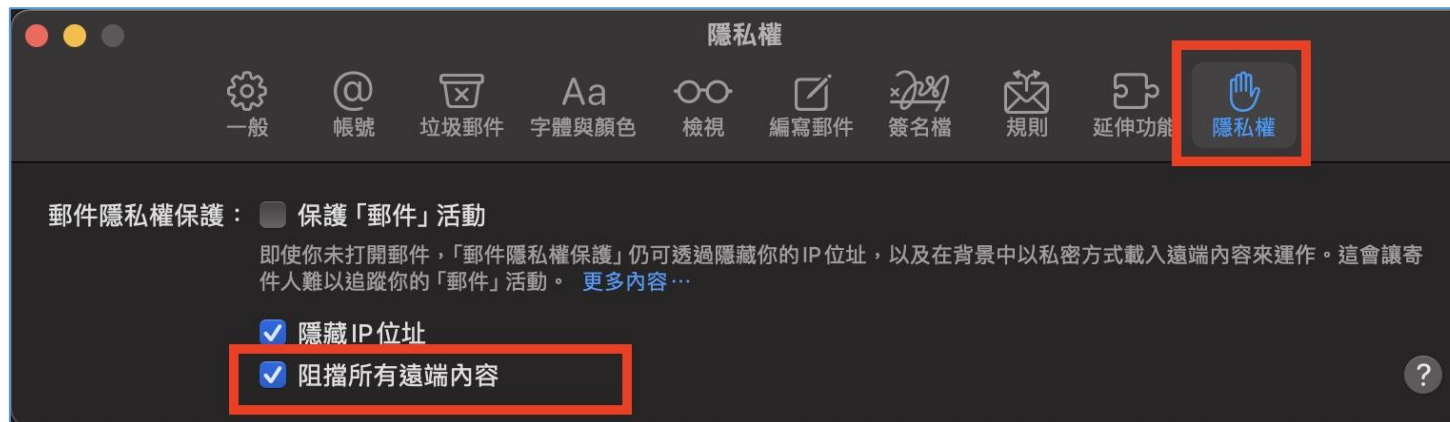 隱私權
一般 帳號 垃圾郵件 Aa 字體與顏色 檢視 編寫郵件 簽名檔 規則 延伸功能 隱私權
郵件隱私權保護： 保護「郵件」活動
即使你未打開郵件，「郵件隱私權保護」仍可透過隱藏你的IP位址，以及在背景中以私密方式載入遠端內容來運作。這會讓寄
件人難以追蹤你的「郵件」活動。 更多內容⋯
隱藏IP位址
阻擋所有遠端內容
?